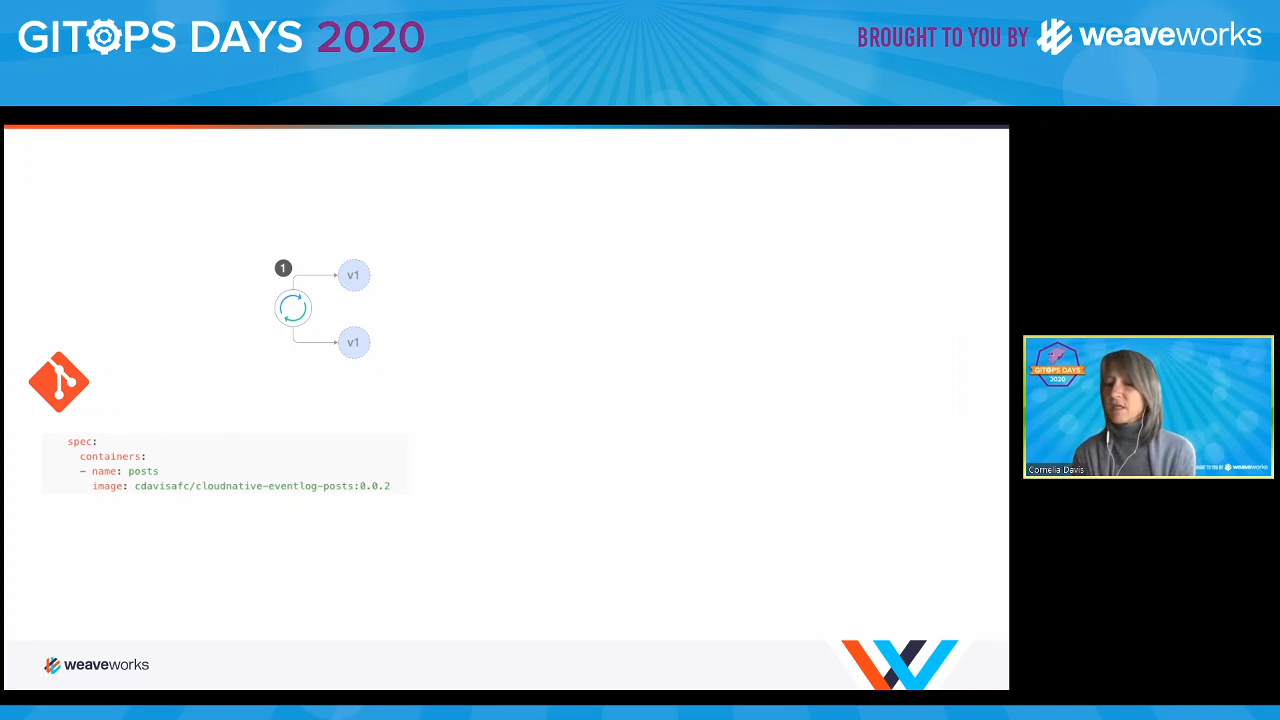 GITOPS DAYS 2020
BROUGHT TO YOU BY weaveworks
1
v1
v1
spec:
containers:
- name: posts
image: cdavisafc/cloudnative-eventlog-posts:0.0.2
weaveworks
GITOPS DAYS
2020
Cornelia Davis
weaveworks